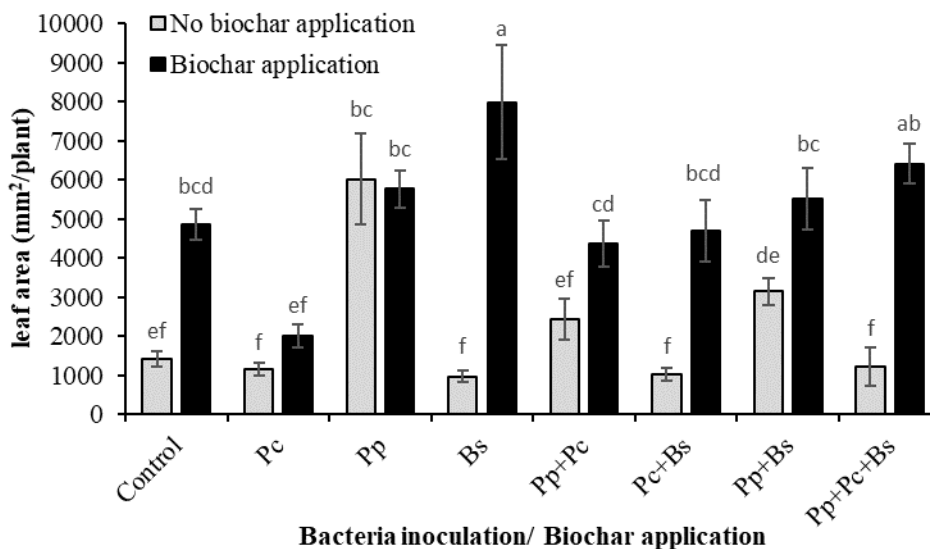 10000
9000
8000
7000
6000
5000
4000
3000
2000
1000
0
leaf area (mm²/plant)
No biochar application
Biochar application
ef
bcd
f
ef
bc
bc
f
a
ef
cd
f
bcd
de
bc
f
ab
Control
Pc
Pp
Bs
Pp+Pc
Pc+Bs
Pp+Bs
Pp+Pc+Bs
Bacteria inoculation/ Biochar application